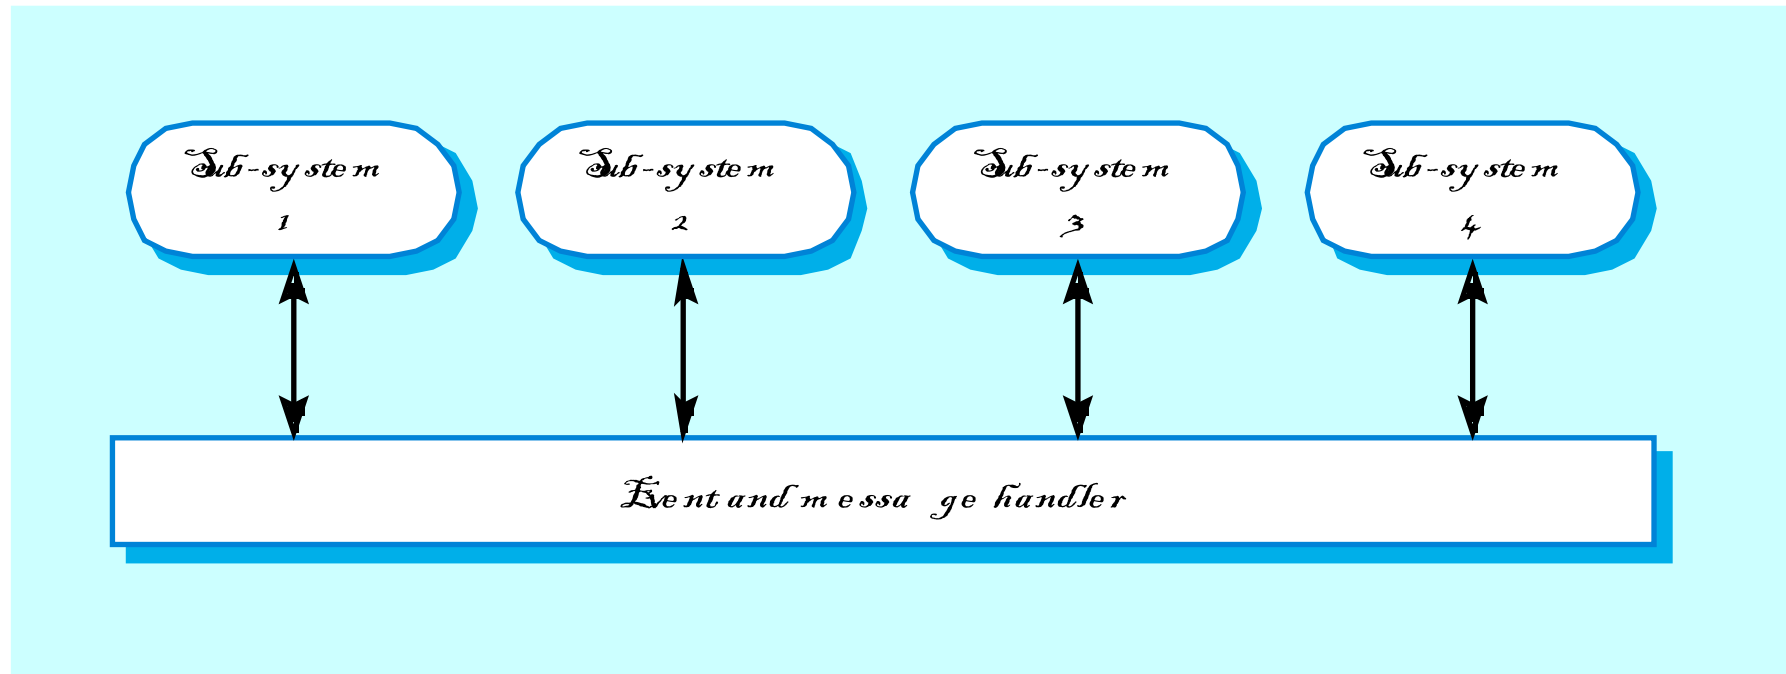 Sub-system
1
Sub-system
2
Sub-system
3
Sub-system
4
Event and message handler